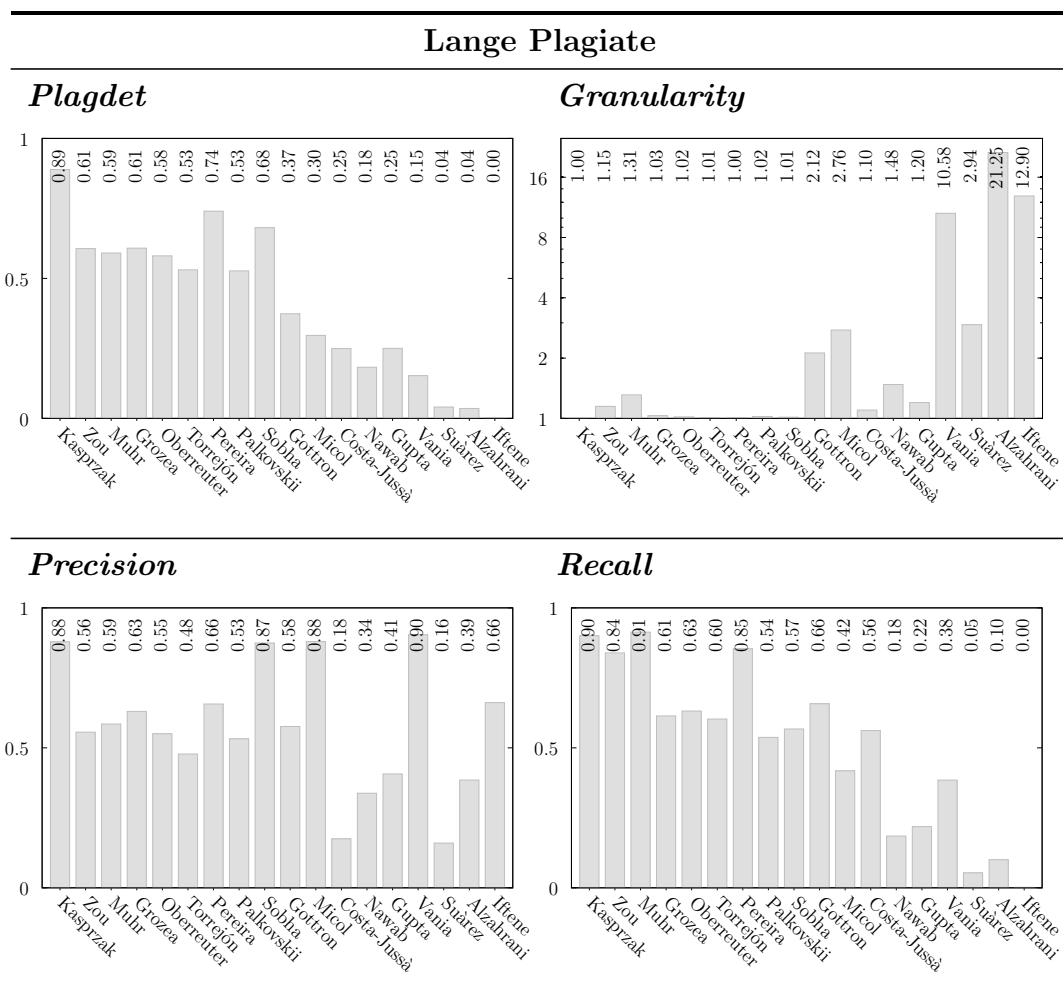 Lange Plagiate
Plagdet
1
0.5
0
0.89
0.61
0.59
0.61
0.58
0.53
0.74
0.53
0.68
0.37
0.30
0.25
0.18
0.25
0.15
0.04
0.04
0.00
Kasprzak
Zou
Muhr
Grozea
Oberreuter
Torrejón
Pereira
Palkovskii
Sobha
Gottron
Micol
Costa-Jussà
Nawab
Gupta
Vania
Suàrez
Alzahrani
Iftene
Granularity
16
8
4
2
1
1.00
1.15
1.31
1.03
1.02
1.01
1.00
1.02
1.01
2.12
2.76
1.10
1.48
1.20
10.58
2.94
21.25
12.90
Kasprzak
Zou
Muhr
Grozea
Oberreuter
Torrejón
Pereira
Palkovskii
Sobha
Gottron
Micol
Costa-Jussà
Nawab
Gupta
Vania
Suàrez
Alzahrani
Iftene
Precision
1
0.5
0
0.88
0.56
0.59
0.63
0.55
0.48
0.66
0.53
0.87
0.58
0.88
0.18
0.34
0.41
0.90
0.16
0.39
0.66
Kasprzak
Zou
Muhr
Grozea
Oberreuter
Torrejón
Pereira
Palkovskii
Sobha
Gottron
Micol
Costa-Jussà
Nawab
Gupta
Vania
Suàrez
Alzahrani
Iftene
Recall
1
0.5
0
0.90
0.84
0.91
0.61
0.63
0.60
0.85
0.54
0.57
0.66
0.42
0.56
0.18
0.22
0.38
0.05
0.10
0.00
Kasprzak
Zou
Muhr
Grozea
Oberreuter
Torrejón
Pereira
Palkovskii
Sobha
Gottron
Micol
Costa-Jussà
Nawab
Gupta
Vania
Suàrez
Alzahrani
Iftene